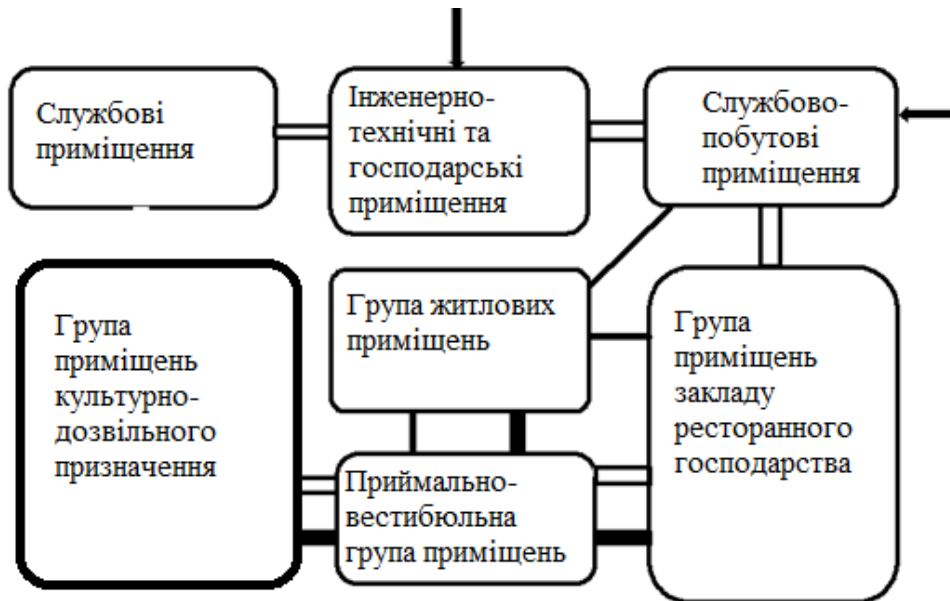 Службові
приміщення
Інженерно-
технічні та
господарські
приміщення
Службово-
побутові
приміщення
Група
приміщень
культурно-
дозвільного
призначення
Група житлових
приміщень
Група
приміщень
закладу
ресторанного
господарства
Приймально-
вестибюльна
група приміщень